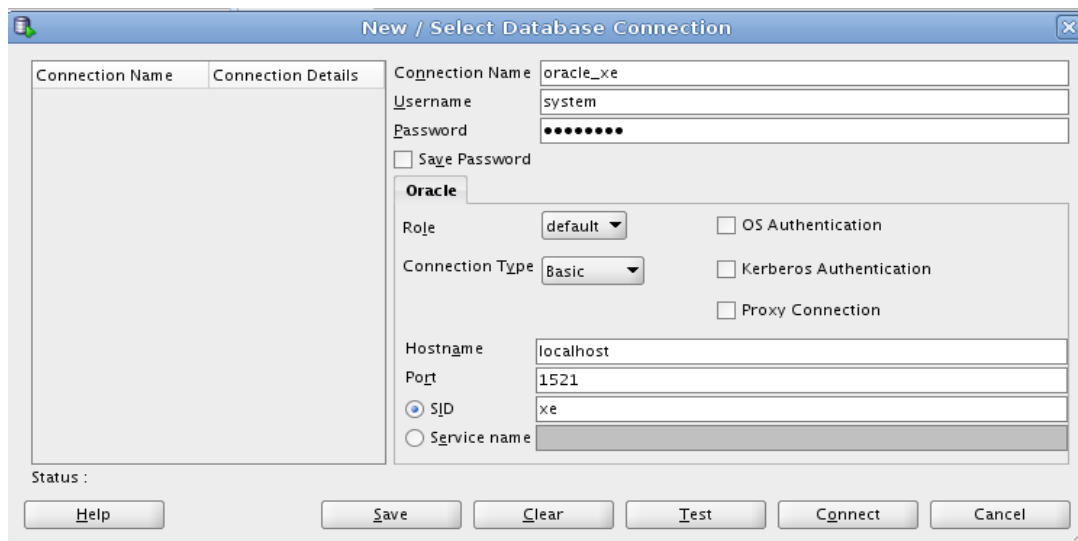 New / Select Database Connection
Connection Name Connection Details
Connection Name oracle_xe
Username system
Password ●●●●●●●●
Save Password
Oracle
Role default OS Authentication
Connection Type Basic Kerberos Authentication
Proxy Connection
Hostname localhost
Port 1521
SID xe
Service name
Status :
Help Save Clear Test Connect Cancel